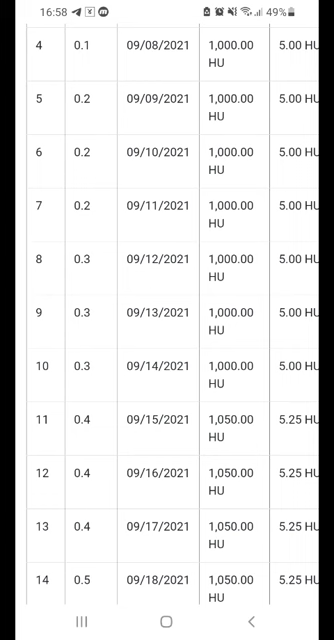 16:58 49%
4 0.1 09/08/2021 1,000.00 5.00 HU
HU
5 0.2 09/09/2021 1,000.00 5.00 HU
HU
6 0.2 09/10/2021 1,000.00 5.00 HU
HU
7 0.2 09/11/2021 1,000.00 5.00 HU
HU
8 0.3 09/12/2021 1,000.00 5.00 HU
HU
9 0.3 09/13/2021 1,000.00 5.00 HU
HU
10 0.3 09/14/2021 1,000.00 5.00 HU
HU
11 0.4 09/15/2021 1,050.00 5.25 HU
HU
12 0.4 09/16/2021 1,050.00 5.25 HU
HU
13 0.4 09/17/2021 1,050.00 5.25 HU
HU
14 0.5 09/18/2021 1,050.00 5.25 HU
HU